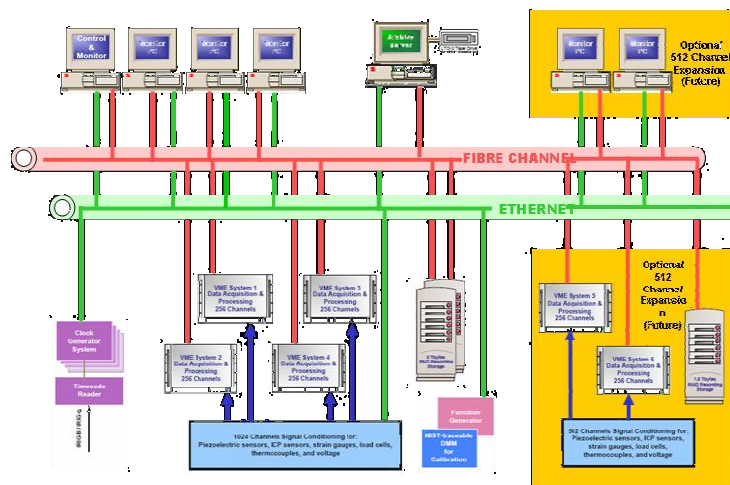 Control
&
Monitor
Monitor
PC
Monitor
PC
Monitor
PC
Archive
Server
Monitor
PC
Monitor
PC
Optional
512 Channel
Expansion
(Future)
FIBRE CHANNEL
ETHERNET
VME System 1
Data Acquisition &
Processing
256 Channels
VME System 3
Data Acquisition &
Processing
256 Channels
VME System 2
Data Acquisition &
Processing
256 Channels
VME System 4
Data Acquisition &
Processing
256 Channels
RAID Recording
Storage
Optional
512
Channel
Expansio
n
(Future)
VME System 5
Data Acquisition &
Processing
256 Channels
VME System 6
Data Acquisition &
Processing
256 Channels
RAID Recording
Storage
Clock
Generator
System
Timecode
Reader
Function
Generator
NIST-traceable
DMM
for
Calibration
1024 Channels Signal Conditioning for:
Piezoelectric sensors, ICP sensors,
strain gauges, load cells,
thermocouples, and voltage
512 Channels Signal Conditioning for:
Piezoelectric sensors, ICP sensors,
strain gauges, load cells,
thermocouples, and voltage